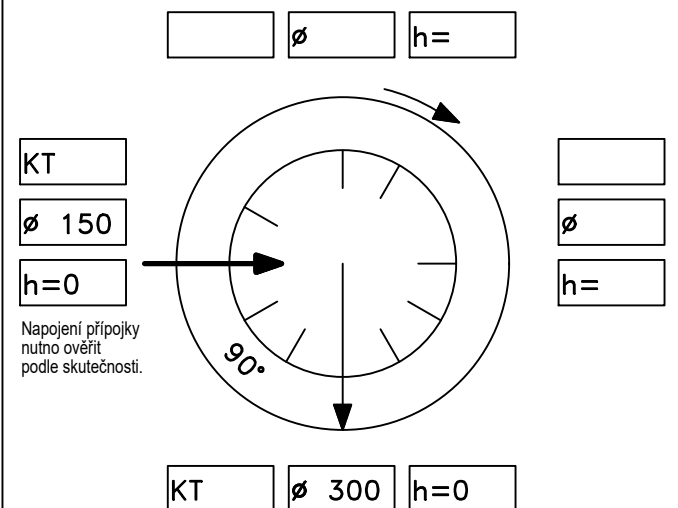 ø
h=
KT
ø 150
h=0
Napojení přípojky
nutno ověřit
podle skutečnosti.
ø
h=
90°
KT
ø 300
h=0